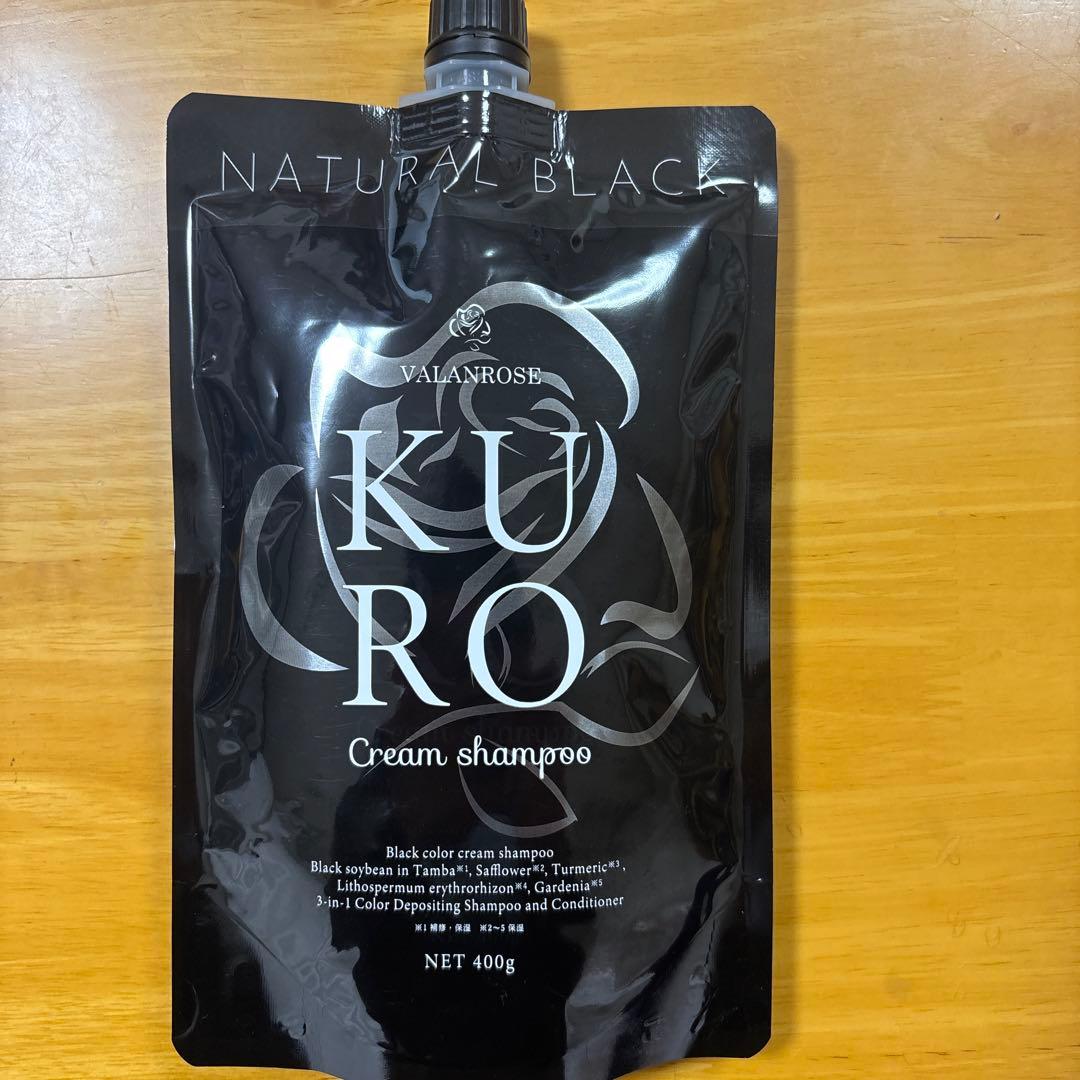 NATURAL BLACK
VALANROSE
KU
RO
Cream shampoo
Black color cream shampoo
Black soybean in Tamba※1, Safflower※2, Turmeric※3,
Lithospermum erythrorhizon※4, Gardenia※5
3-in-1 Color Depositing Shampoo and Conditioner
※1 補修・保湿 ※2〜5 保湿
NET 400g